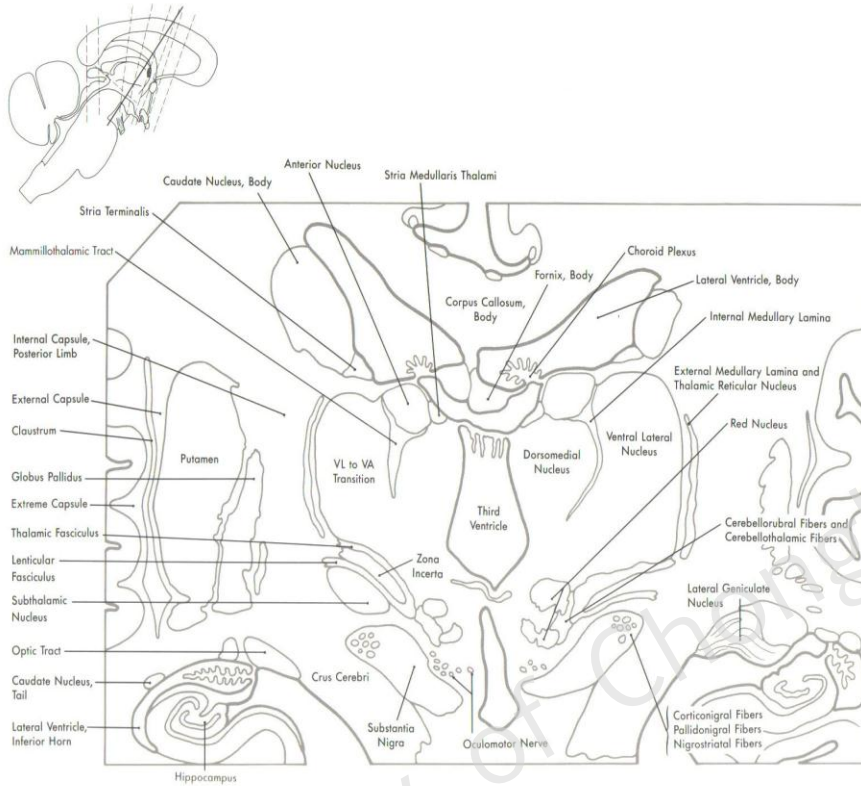 Anterior Nucleus
Stria Medullaris Thalami
Caudate Nucleus, Body
Stria Terminalis
Mammillothalamic Tract
Choroid Plexus
Fornix, Body
Lateral Ventricle, Body
Corpus Callosum,
Body
Internal Medullary Lamina
Internal Capsule,
Posterior Limb
External Medullary Lamina and
Thalamic Reticular Nucleus
External Capsule
Claustrum
Red Nucleus
Putamen
VL to VA
Transition
Dorsomedial
Nucleus
Ventral Lateral
Nucleus
Globus Pallidus
Extreme Capsule
Third
Ventricle
Thalamic Fasciculus
Cerebellorubral Fibers and
Cerebellothalamic Fibers
Lenticular
Fasciculus
Zona
Incerta
Subthalamic
Nucleus
Lateral Geniculate
Nucleus
Optic Tract
Caudate Nucleus,
Tail
Crus Cerebri
Lateral Ventricle,
Inferior Horn
Substantia
Nigra
Oculomotor Nerve
Corticonigral Fibers
Pallidonigral Fibers
Nigrostriatal Fibers
Hippocampus
of Chong